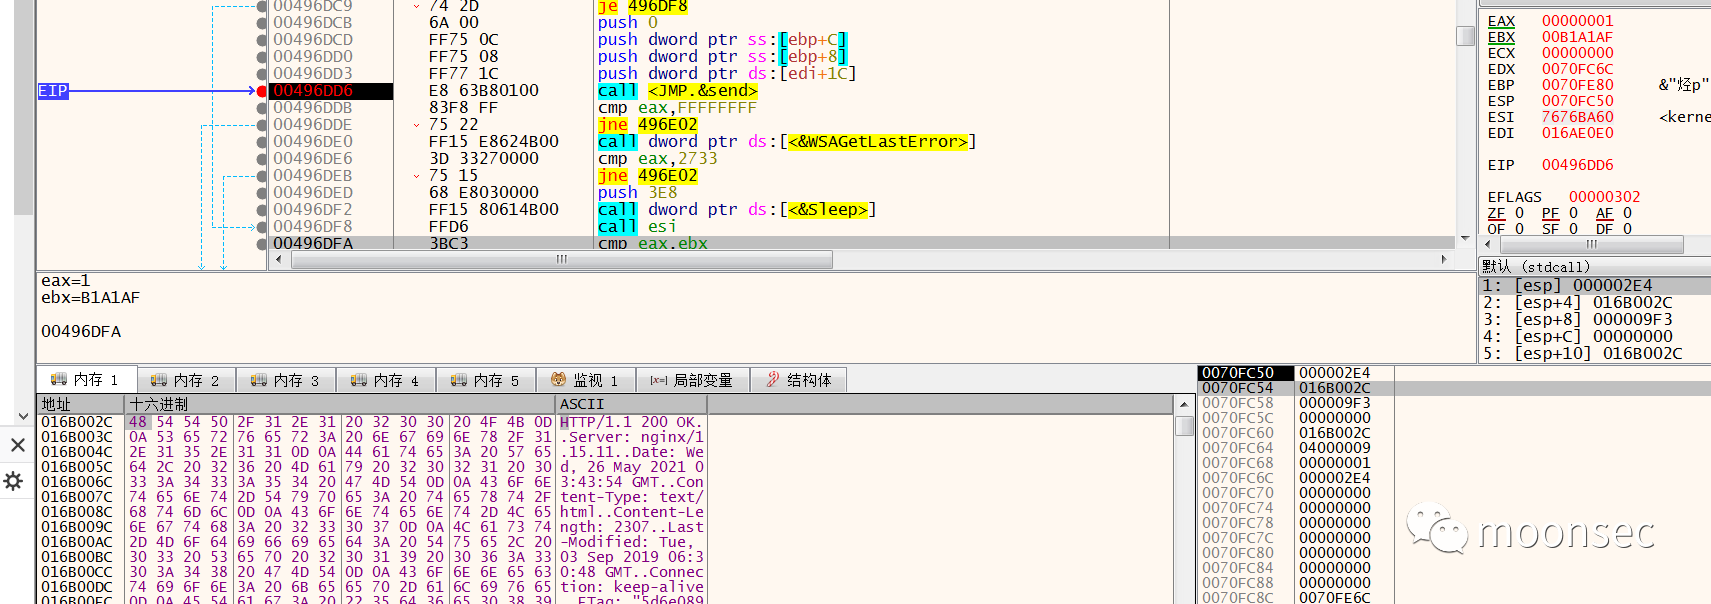 00496DC9 74 2D je 496DF8
00496DCB 6A 00 push 0
00496DCD FF75 0C push dword ptr ss:[ebp+C]
00496DD0 FF75 08 push dword ptr ss:[ebp+8]
00496DD3 FF77 1C push dword ptr ds:[edi+1C]
EIP 00496DD6 E8 63B80100 call <JMP.&send>
00496DDB 83F8 FF cmp eax,FFFFFFFF
00496DDE 75 22 jne 496E02
00496DE0 FF15 E8624B00 call dword ptr ds:[<&WSAGetLastError>]
00496DE6 3D 33270000 cmp eax,2733
00496DEB 75 15 jne 496E02
00496DED 68 E8030000 push 3E8
00496DF2 FF15 80614B00 call dword ptr ds:[<&Sleep>]
00496DF8 FFD6 call esi
00496DFA 3BC3 cmp eax,ebx
EAX 00000001
EBX 00B1A1AF
ECX 00000000
EDX 0070FC6C
EBP 0070FE80 &"烃p"
ESP 0070FC50
ESI 7676BA60 <kerne
EDI 016AE0E0
EIP 00496DD6
EFLAGS 00000302
ZF 0 PF 0 AF 0
OF 0 SF 0 DF 0
默认 (stdcall)
1: [esp] 000002E4
2: [esp+4] 016B002C
3: [esp+8] 000009F3
4: [esp+C] 00000000
5: [esp+10] 016B002C
eax=1
ebx=B1A1AF
00496DFA
内存 1 内存 2 内存 3 内存 4 内存 5 监视 1 [x=] 局部变量 结构体
地址 十六进制 ASCII
016B002C 48 54 54 50 2F 31 2E 31 20 32 30 30 20 4F 4B 0D HTTP/1.1 200 OK.
016B003C 0A 53 65 72 76 65 72 3A 20 6E 67 69 6E 78 2F 31 .Server: nginx/1
016B004C 2E 31 35 2E 31 31 0D 0A 44 61 74 65 3A 20 57 65 .15.11..Date: We
016B005C 64 2C 20 32 36 20 4D 61 79 20 32 30 32 31 20 30 d, 26 May 2021 0
016B006C 33 3A 34 33 3A 35 34 20 47 4D 54 0D 0A 43 6F 6E 3:43:54 GMT..Con
016B007C 74 65 6E 74 2D 54 79 70 65 3A 20 74 65 78 74 2F tent-Type: text/
016B008C 68 74 6D 6C 0D 0A 43 6F 6E 74 65 6E 74 2D 4C 65 html..Content-Le
016B009C 6E 67 74 68 3A 20 32 33 30 37 0D 0A 4C 61 73 74 ngth: 2307..Last
016B00AC 2D 4D 6F 64 69 66 69 65 64 3A 20 54 75 65 2C 20 -Modified: Tue,
016B00BC 30 33 20 53 65 70 20 32 30 31 39 20 30 36 3A 33 03 Sep 2019 06:3
016B00CC 30 3A 34 38 20 47 4D 54 0D 0A 43 6F 6E 6E 65 63 0:48 GMT..Connec
016B00DC 74 69 6F 6E 3A 20 6B 65 65 70 2D 61 6C 69 76 65 tion: keep-alive
016B00EC 0D 0A 45 54 61 67 3A 20 22 35 64 36 65 30 38 39 ..ETag: "5d6e089
0070FC50 000002E4
0070FC54 016B002C
0070FC58 000009F3
0070FC5C 00000000
0070FC60 016B002C
0070FC64 04000009
0070FC68 00000001
0070FC6C 000002E4
0070FC70 00000000
0070FC74 00000000
0070FC78 00000000
0070FC7C 00000000
0070FC80 00000000
0070FC84 00000000
0070FC88 00000000
0070FC8C 0070FE6C
moonsec